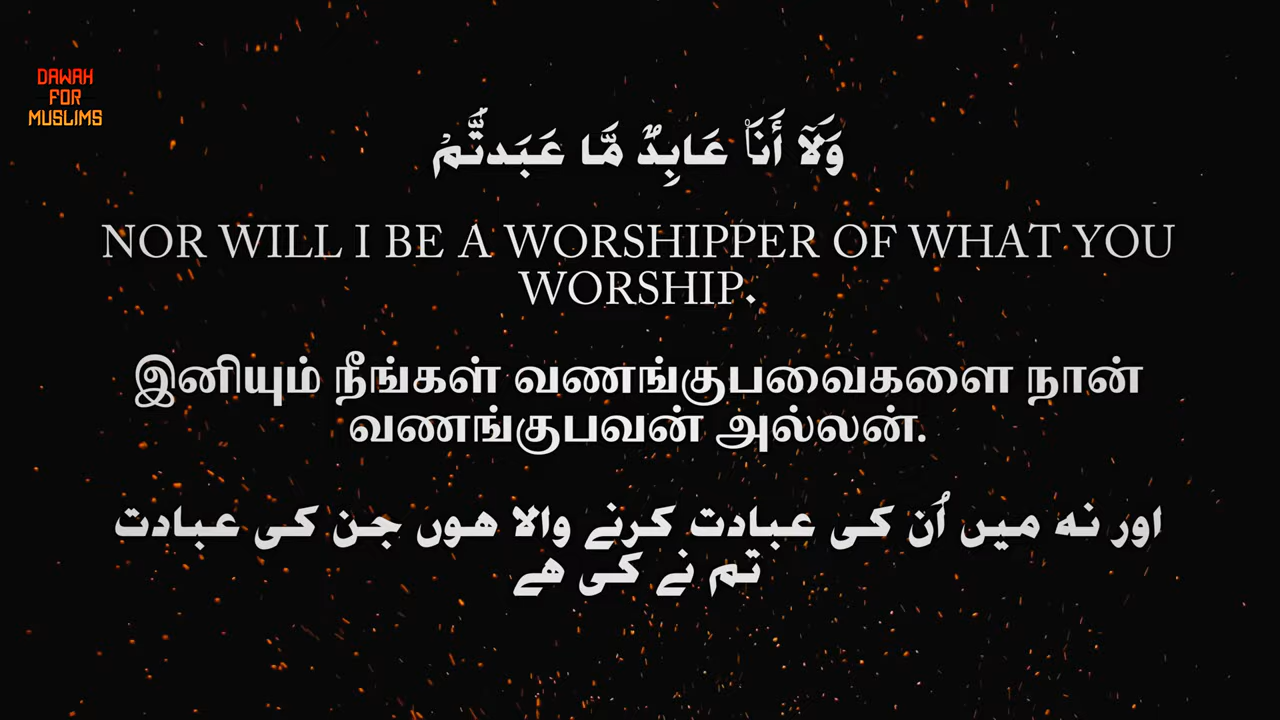 DAWAH
FOR
MUSLIMS
وَلَآ أَنَا۠ عَابِدٌ مَّا عَبَدتُّمْ
NOR WILL I BE A WORSHIPPER OF WHAT YOU
WORSHIP.
இனியும் நீங்கள் வணங்குபவைகளை நான்
வணங்குபவன் அல்லன்.
اور نہ میں اُن کی عبادت کرنے والا ہوں جن کی عبادت
تم نے کی ہے